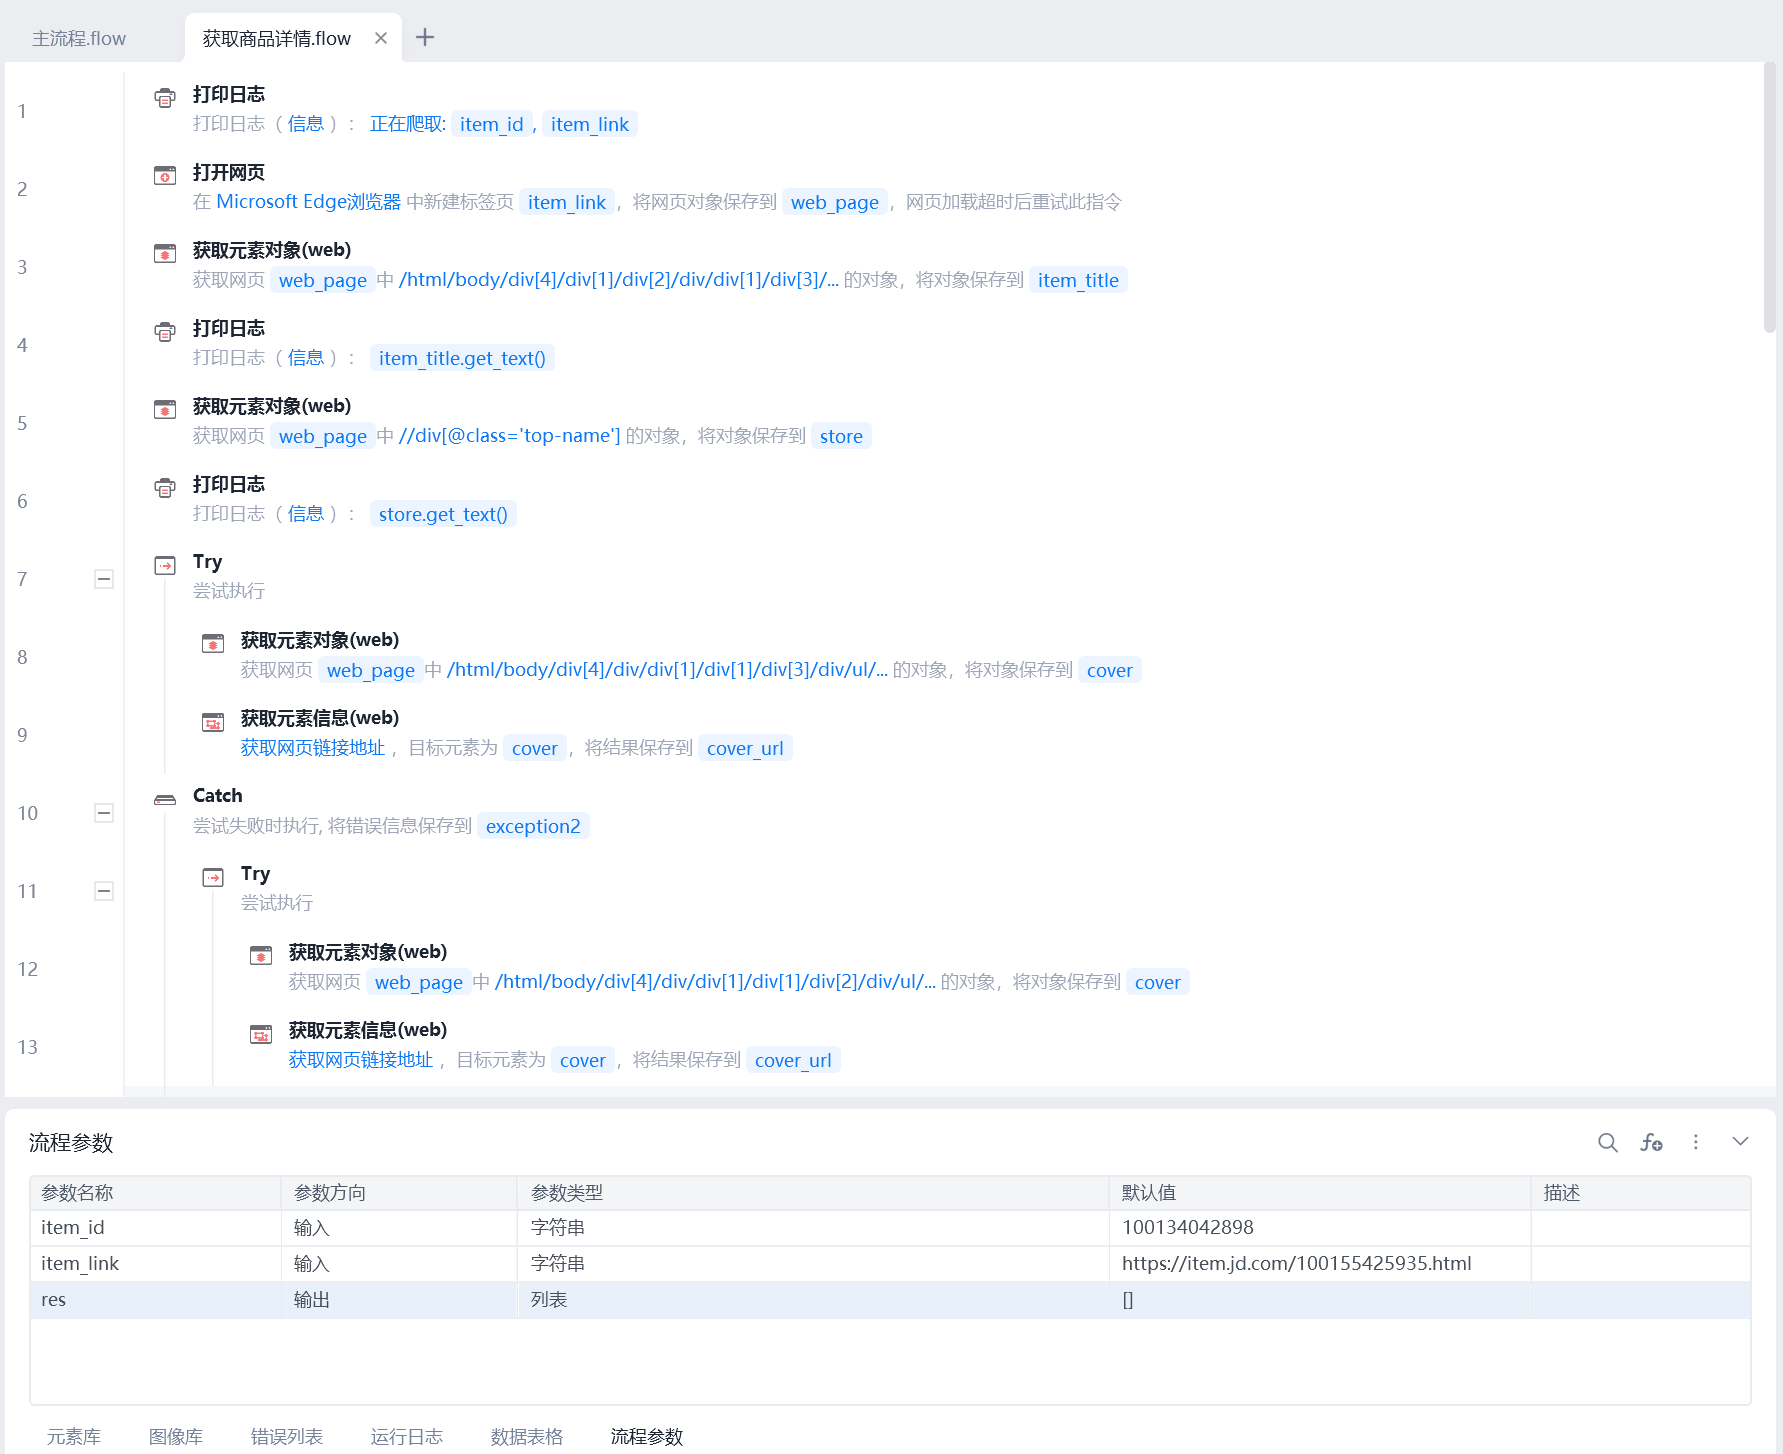 主流程.flow
获取商品详情.flow
1
打印日志
打印日志（ 信息 ）： 正在爬取: item_id , item_link
2
打开网页
在 Microsoft Edge浏览器 中新建标签页 item_link ，将网页对象保存到 web_page ，网页加载超时后重试此指令
3
获取元素对象(web)
获取网页 web_page 中 /html/body/div[4]/div[1]/div[2]/div/div[1]/div[3]/... 的对象，将对象保存到 item_title
4
打印日志
打印日志（ 信息 ）： item_title.get_text()
5
获取元素对象(web)
获取网页 web_page 中 //div[@class='top-name'] 的对象，将对象保存到 store
6
打印日志
打印日志（ 信息 ）： store.get_text()
7
Try
尝试执行
8
获取元素对象(web)
获取网页 web_page 中 /html/body/div[4]/div/div[1]/div[1]/div[3]/div/ul/... 的对象，将对象保存到 cover
9
获取元素信息(web)
获取网页链接地址 ，目标元素为 cover ，将结果保存到 cover_url
10
Catch
尝试失败时执行, 将错误信息保存到 exception2
11
Try
尝试执行
12
获取元素对象(web)
获取网页 web_page 中 /html/body/div[4]/div/div[1]/div[1]/div[2]/div/ul/... 的对象，将对象保存到 cover
13
获取元素信息(web)
获取网页链接地址 ，目标元素为 cover ，将结果保存到 cover_url
流程参数
参数名称 参数方向 参数类型 默认值 描述
item_id 输入 字符串 100134042898
item_link 输入 字符串 https://item.jd.com/100155425935.html
res 输出 列表 []
元素库 图像库 错误列表 运行日志 数据表格 流程参数